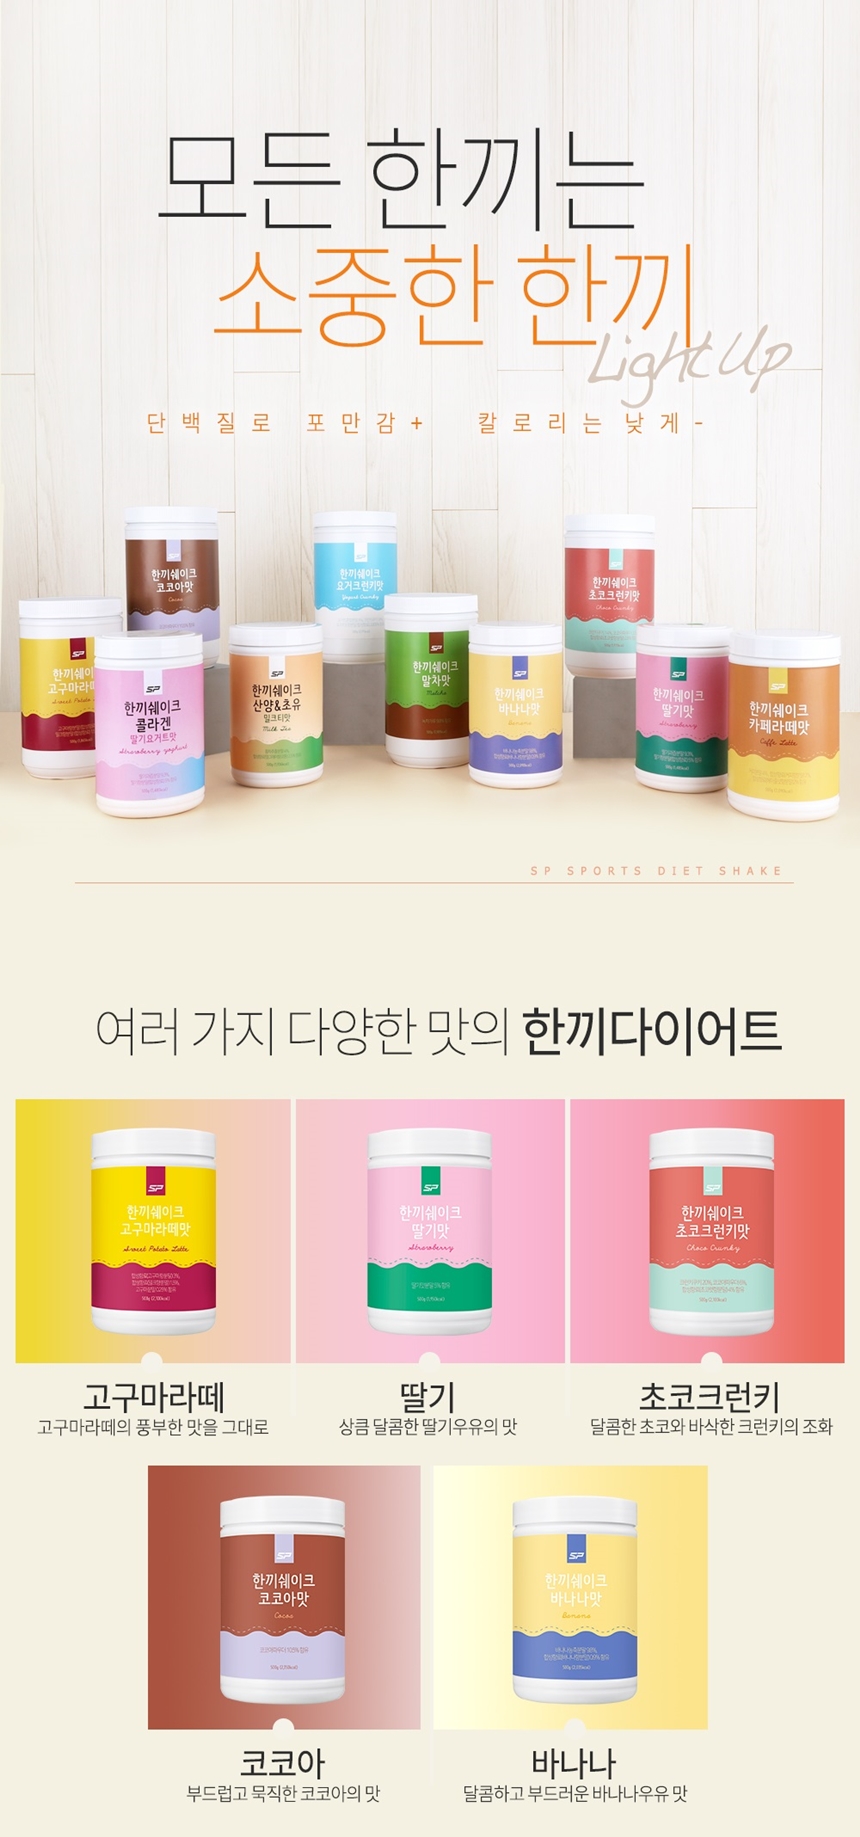 모든 한끼는
소중한 한끼
Light Up
단백질로 포만감+ 칼로리는 낮게-
SP
한끼쉐이크
코코아맛
Cocoa
SP
한끼쉐이크
요거크런키맛
Yogurt Crunky
SP
한끼쉐이크
초코크런키맛
Choco Crunky
SP
한끼쉐이
고구마라떼
Sweet Potato
SP
한끼쉐이크
콜라겐
딸기요거트맛
Strawberry yoghurt
SP
한끼쉐이크
산양&초유
밀크티맛
Milk Tea
SP
한끼쉐이크
말차맛
Matcha
SP
한끼쉐이크
바나나맛
Banana
SP
한끼쉐이크
딸기맛
Strawberry
SP
한끼쉐이크
카페라떼맛
Caffe Latte
SP SPORTS DIET SHAKE
여러 가지 다양한 맛의 한끼다이어트
SP
한끼쉐이크
고구마라떼맛
Sweet Potato Latte
SP
한끼쉐이크
딸기맛
Strawberry
SP
한끼쉐이크
초코크런키맛
Choco Crunky
고구마라떼
고구마라떼의 풍부한 맛을 그대로
딸기
상큼 달콤한 딸기우유의 맛
초코크런키
달콤한 초코와 바삭한 크런키의 조화
SP
한끼쉐이크
코코아맛
Cocoa
SP
한끼쉐이크
바나나맛
Banana
코코아
부드럽고 묵직한 코코아의 맛
바나나
달콤하고 부드러운 바나나우유 맛